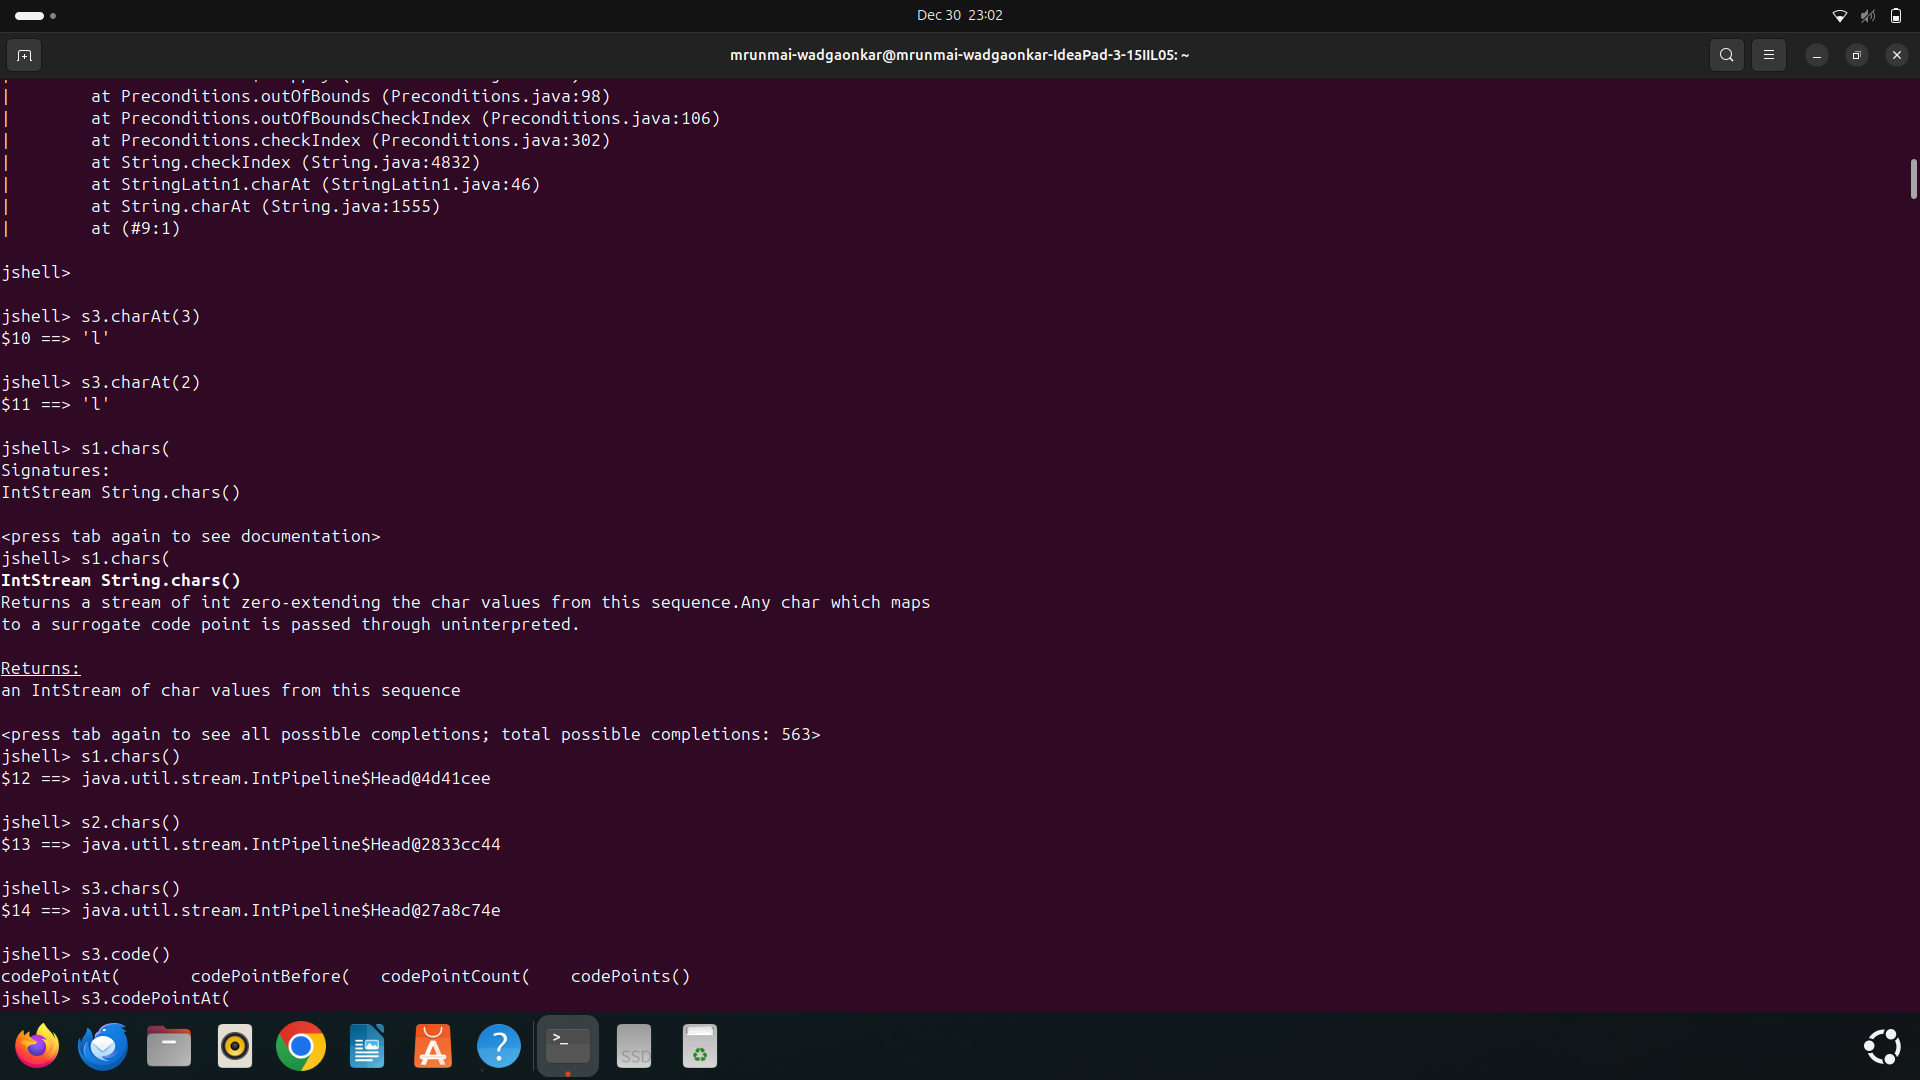 Dec 30 23:02
mrunmai-wadgaonkar@mrunmai-wadgaonkar-IdeaPad-3-15IIL05: ~
|        at Preconditions.outOfBounds (Preconditions.java:98)
|        at Preconditions.outOfBoundsCheckIndex (Preconditions.java:106)
|        at Preconditions.checkIndex (Preconditions.java:302)
|        at String.checkIndex (String.java:4832)
|        at StringLatin1.charAt (StringLatin1.java:46)
|        at String.charAt (String.java:1555)
|        at (#9:1)
jshell>
jshell> s3.charAt(3)
$10 ==> 'l'
jshell> s3.charAt(2)
$11 ==> 'l'
jshell> s1.chars(
Signatures:
IntStream String.chars()
<press tab again to see documentation>
jshell> s1.chars(
IntStream String.chars()
Returns a stream of int zero-extending the char values from this sequence.Any char which maps
to a surrogate code point is passed through uninterpreted.
Returns:
an IntStream of char values from this sequence
<press tab again to see all possible completions; total possible completions: 563>
jshell> s1.chars()
$12 ==> java.util.stream.IntPipeline$Head@4d41cee
jshell> s2.chars()
$13 ==> java.util.stream.IntPipeline$Head@2833cc44
jshell> s3.chars()
$14 ==> java.util.stream.IntPipeline$Head@27a8c74e
jshell> s3.code()
codePointAt(       codePointBefore(   codePointCount(    codePoints()
jshell> s3.codePointAt(
SSD